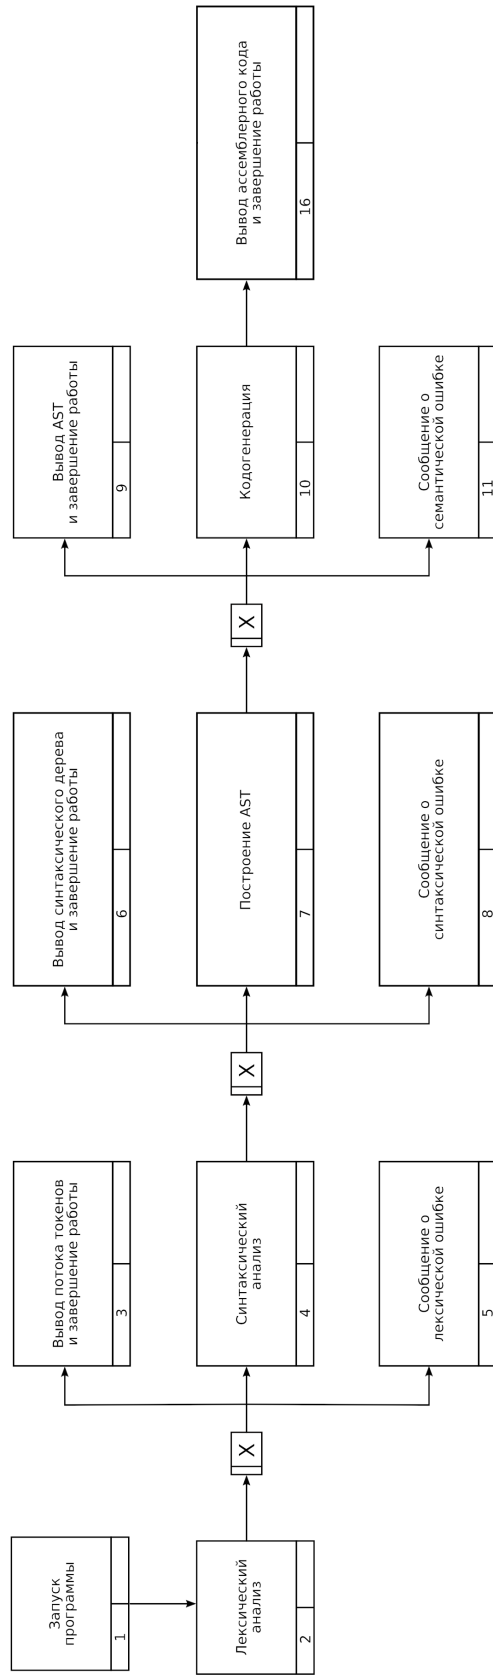 Запуск
программы
1
Лексический
анализ
2
X
Вывод потока токенов
и завершение работы
3
Синтаксический
анализ
4
Сообщение о
лексической ошибке
5
X
Вывод синтаксического дерева
и завершение работы
6
Построение AST
7
Сообщение о
синтаксической ошибке
8
X
Вывод AST
и завершение работы
9
Кодогенерация
10
Сообщение о
семантической ошибке
11
Вывод ассемблерного кода
и завершение работы
16